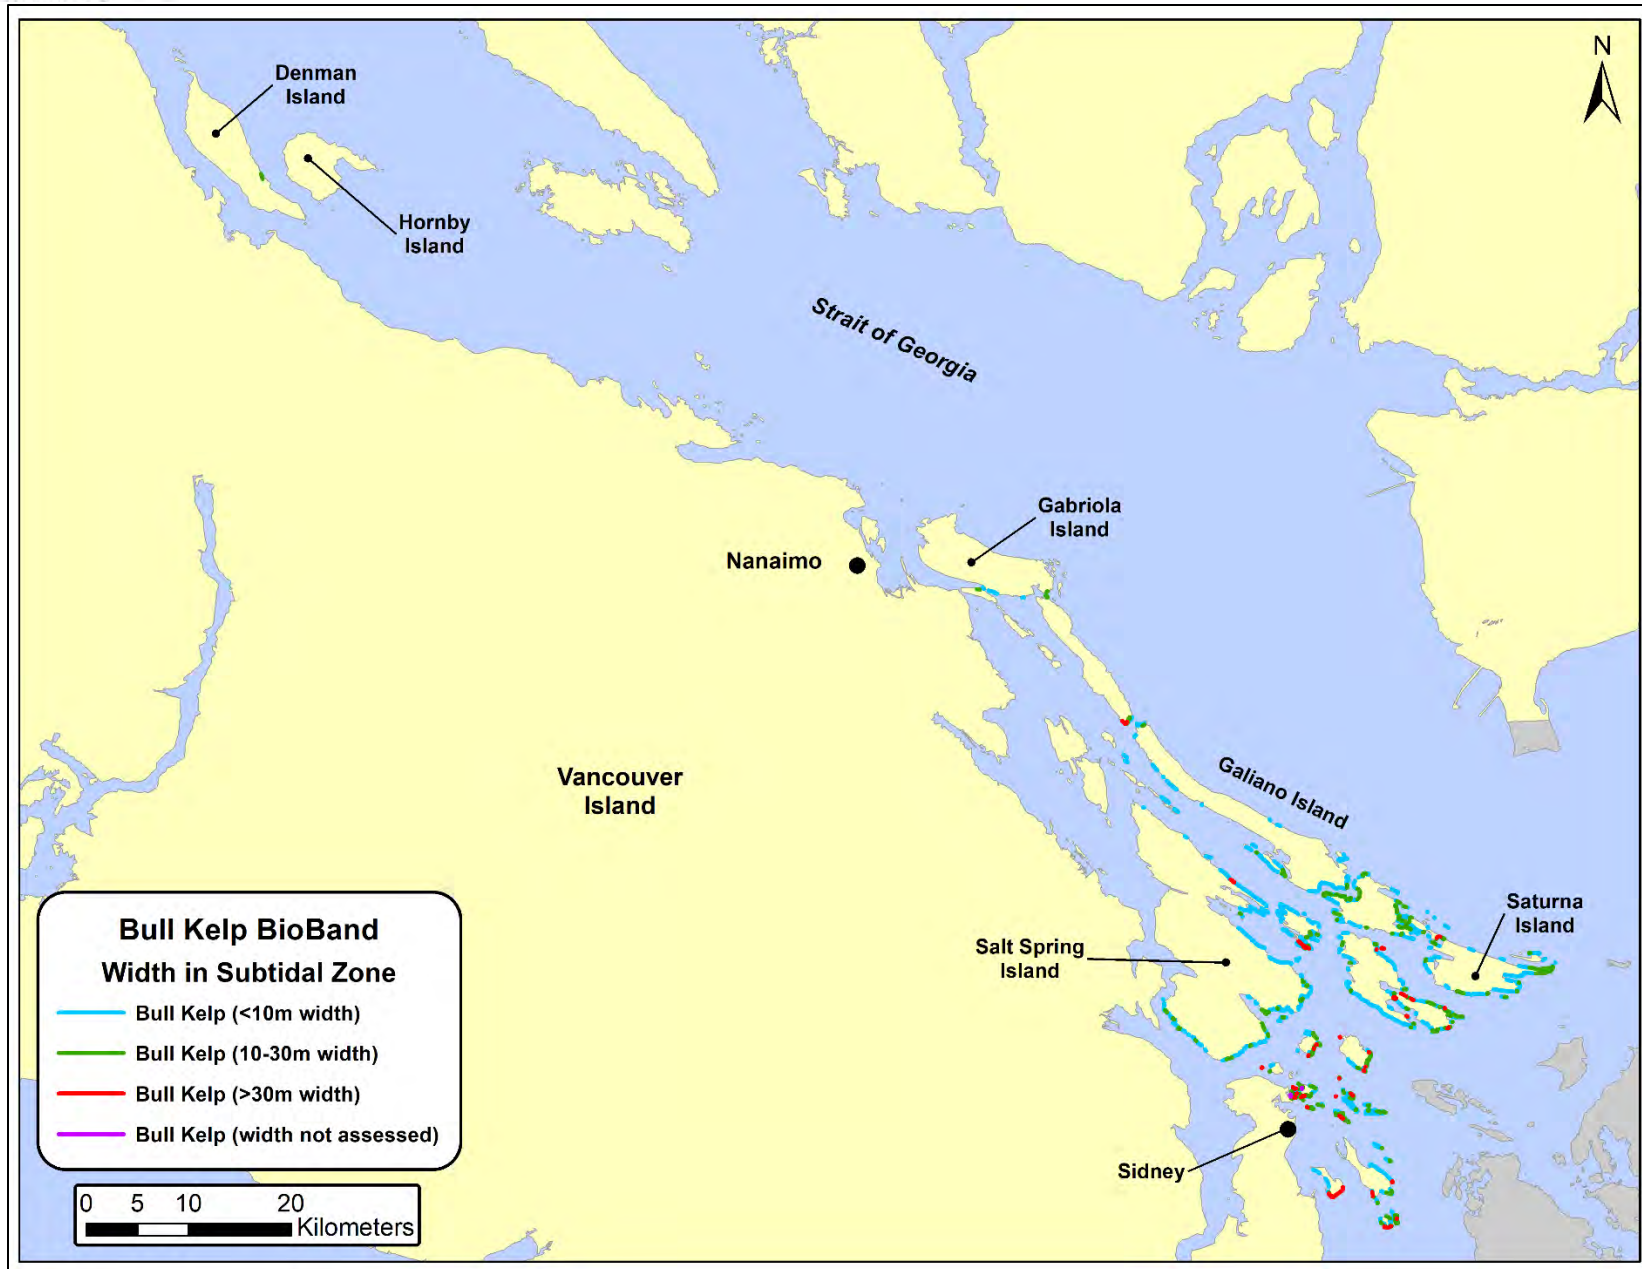 N
Denman
Island
Hornby
Island
Strait of Georgia
Gabriola
Island
Nanaimo
Vancouver
Island
Galiano Island
Saturna
Island
Salt Spring
Island
Sidney
Bull Kelp BioBand
Width in Subtidal Zone
Bull Kelp (<10m width)
Bull Kelp (10-30m width)
Bull Kelp (>30m width)
Bull Kelp (width not assessed)
0 5 10 20
Kilometers